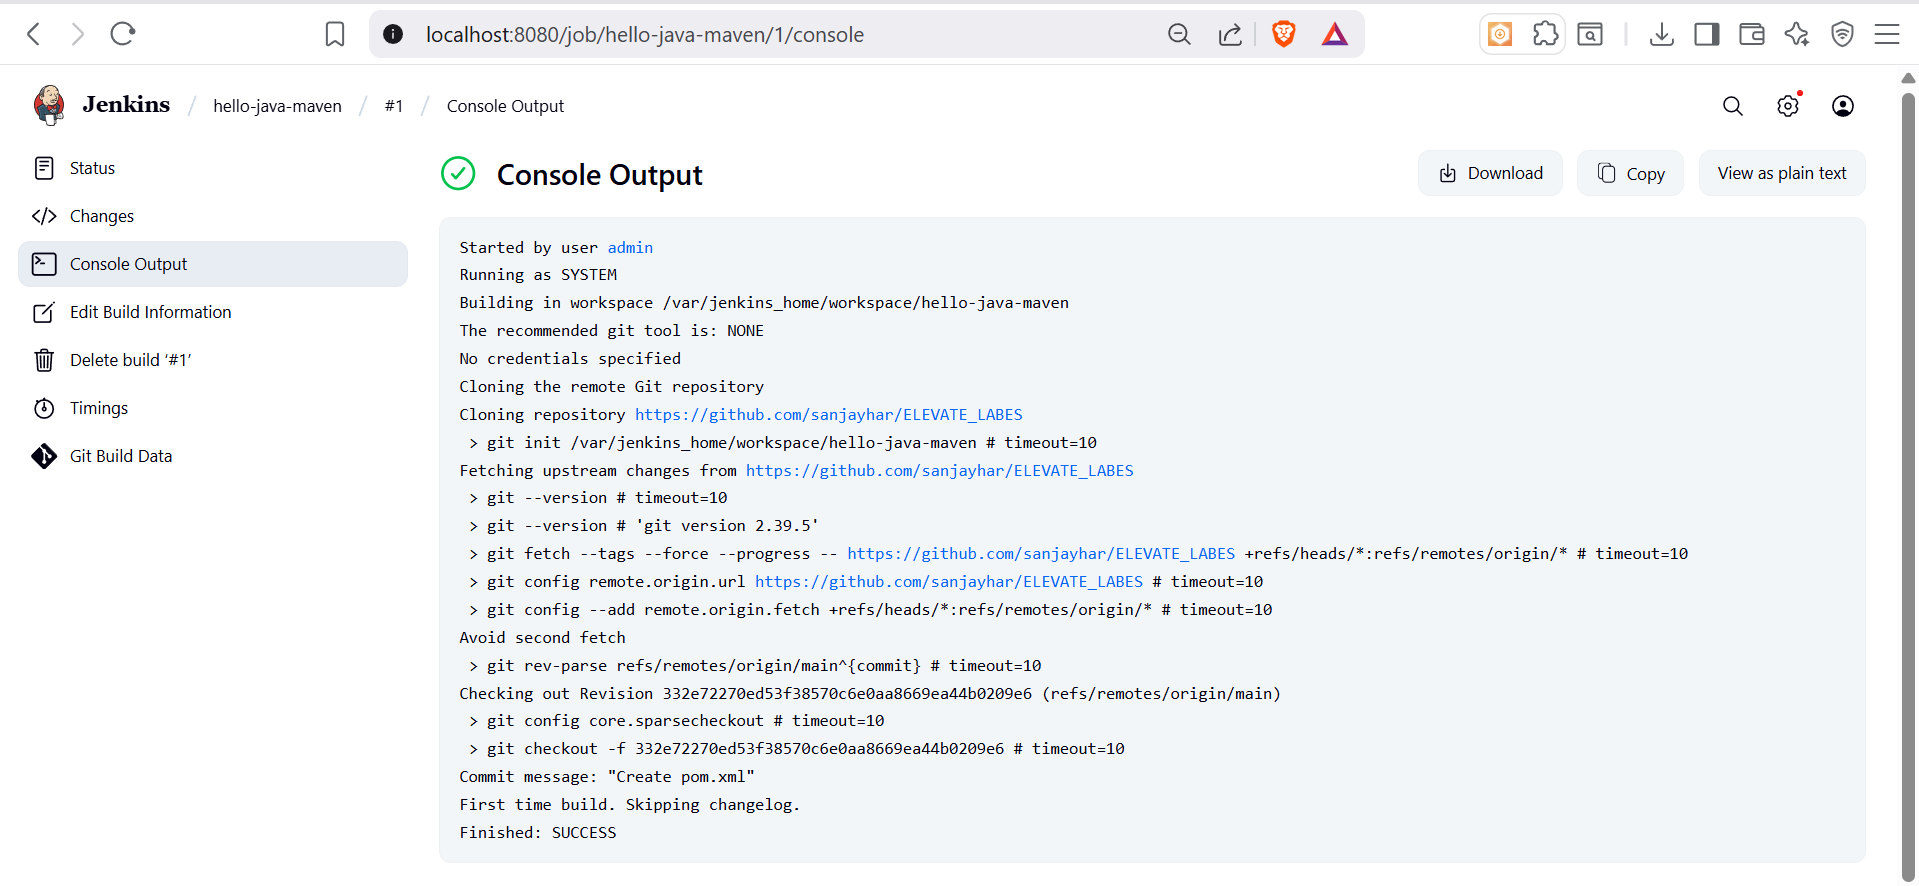 localhost:8080/job/hello-java-maven/1/console
Jenkins / hello-java-maven / #1 / Console Output
Status
Changes
Console Output
Edit Build Information
Delete build ‘#1’
Timings
Git Build Data
Console Output
Download
Copy
View as plain text
Started by user admin
Running as SYSTEM
Building in workspace /var/jenkins_home/workspace/hello-java-maven
The recommended git tool is: NONE
No credentials specified
Cloning the remote Git repository
Cloning repository https://github.com/sanjayhar/ELEVATE_LABES
 > git init /var/jenkins_home/workspace/hello-java-maven # timeout=10
Fetching upstream changes from https://github.com/sanjayhar/ELEVATE_LABES
 > git --version # timeout=10
 > git --version # 'git version 2.39.5'
 > git fetch --tags --force --progress -- https://github.com/sanjayhar/ELEVATE_LABES +refs/heads/*:refs/remotes/origin/* # timeout=10
 > git config remote.origin.url https://github.com/sanjayhar/ELEVATE_LABES # timeout=10
 > git config --add remote.origin.fetch +refs/heads/*:refs/remotes/origin/* # timeout=10
Avoid second fetch
 > git rev-parse refs/remotes/origin/main^{commit} # timeout=10
Checking out Revision 332e72270ed53f38570c6e0aa8669ea44b0209e6 (refs/remotes/origin/main)
 > git config core.sparsecheckout # timeout=10
 > git checkout -f 332e72270ed53f38570c6e0aa8669ea44b0209e6 # timeout=10
Commit message: "Create pom.xml"
First time build. Skipping changelog.
Finished: SUCCESS